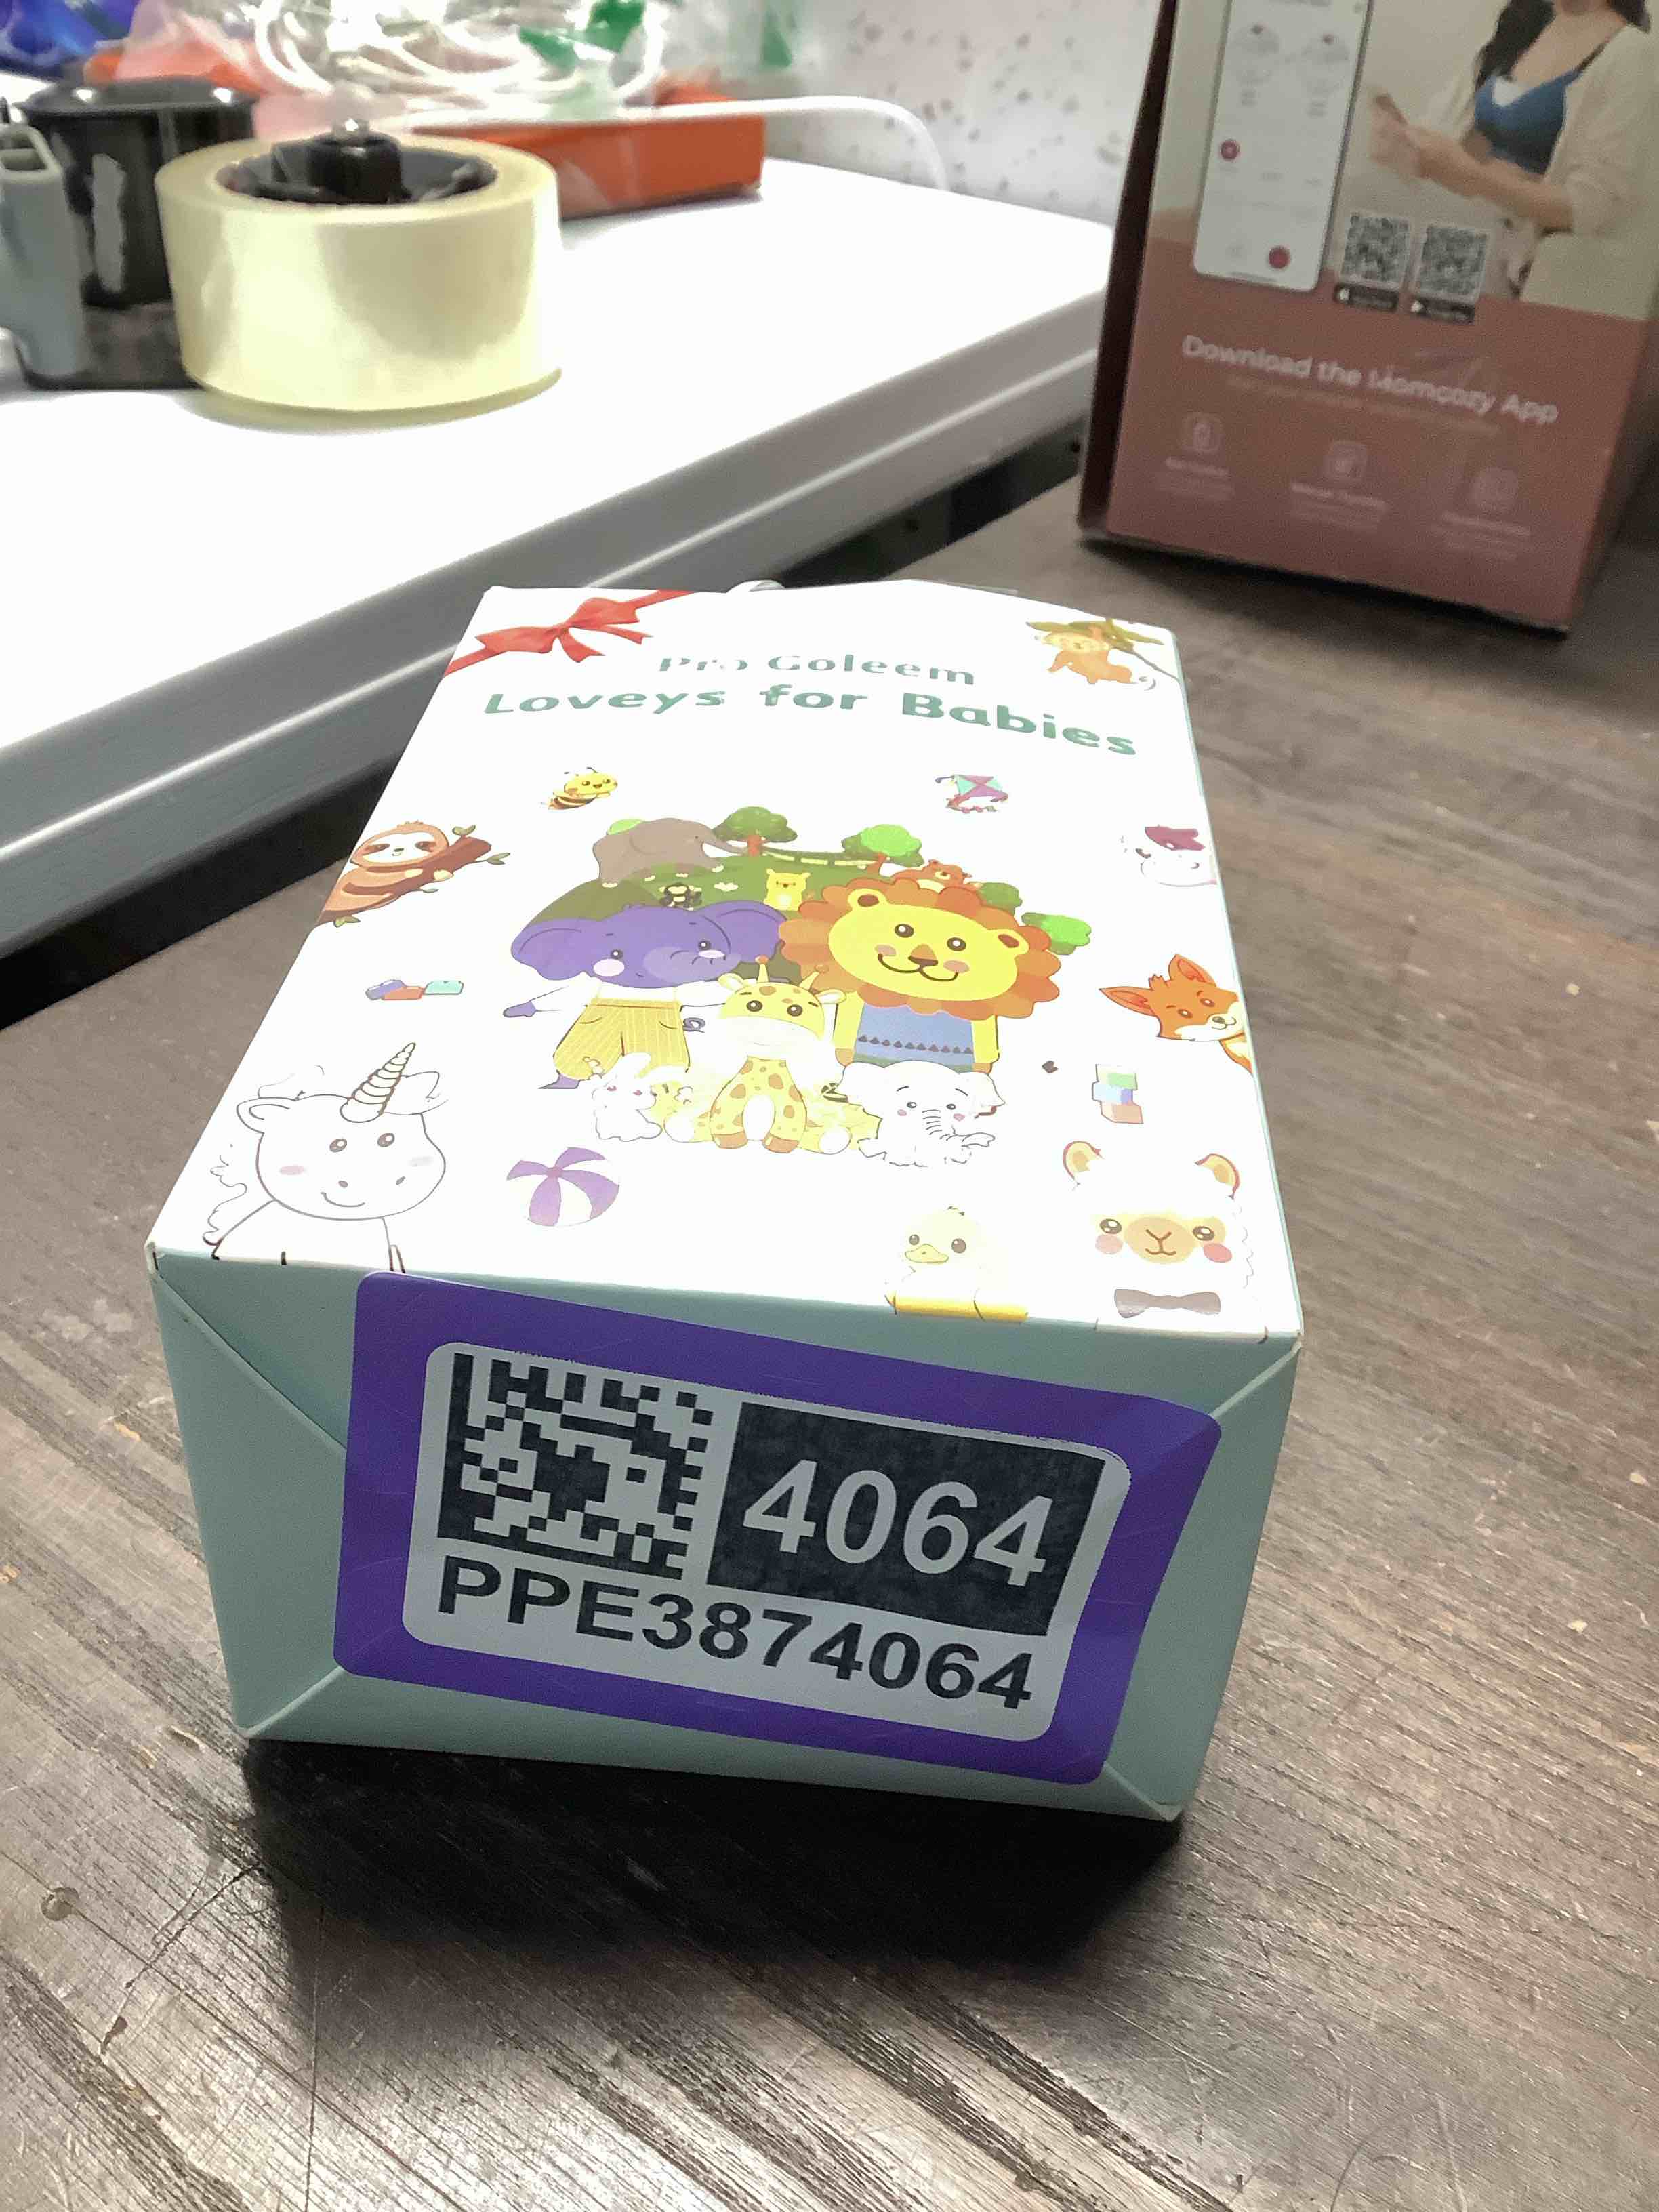 Download the Momcozy App
Pro Goleem
Loveys for Babies
4064
PPE3874064